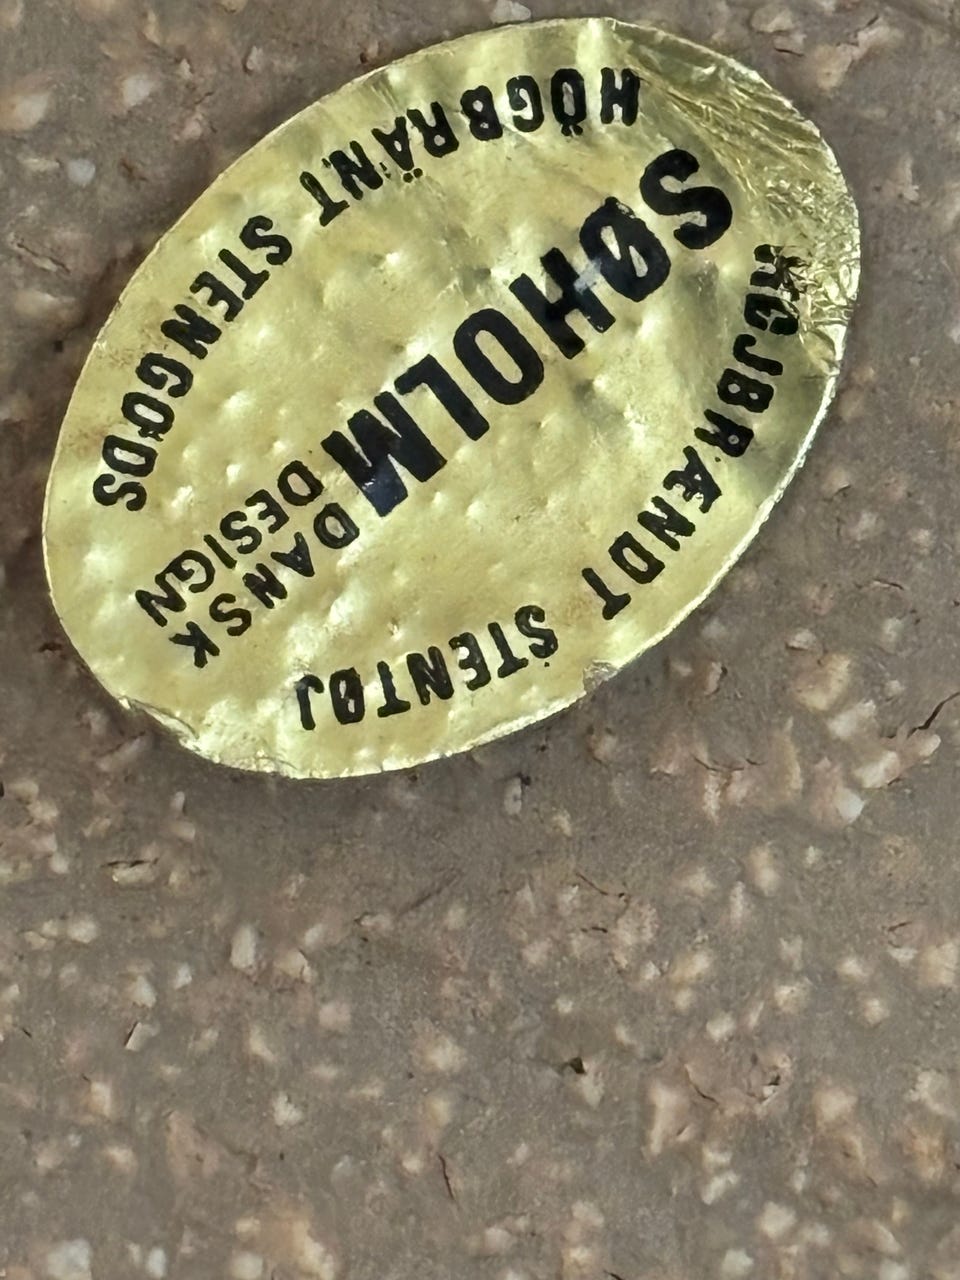 HØJBRÆNDT STENTØJ
SØHOLM
DANSK
DESIGN
HÖGBRÄNT STENGODS